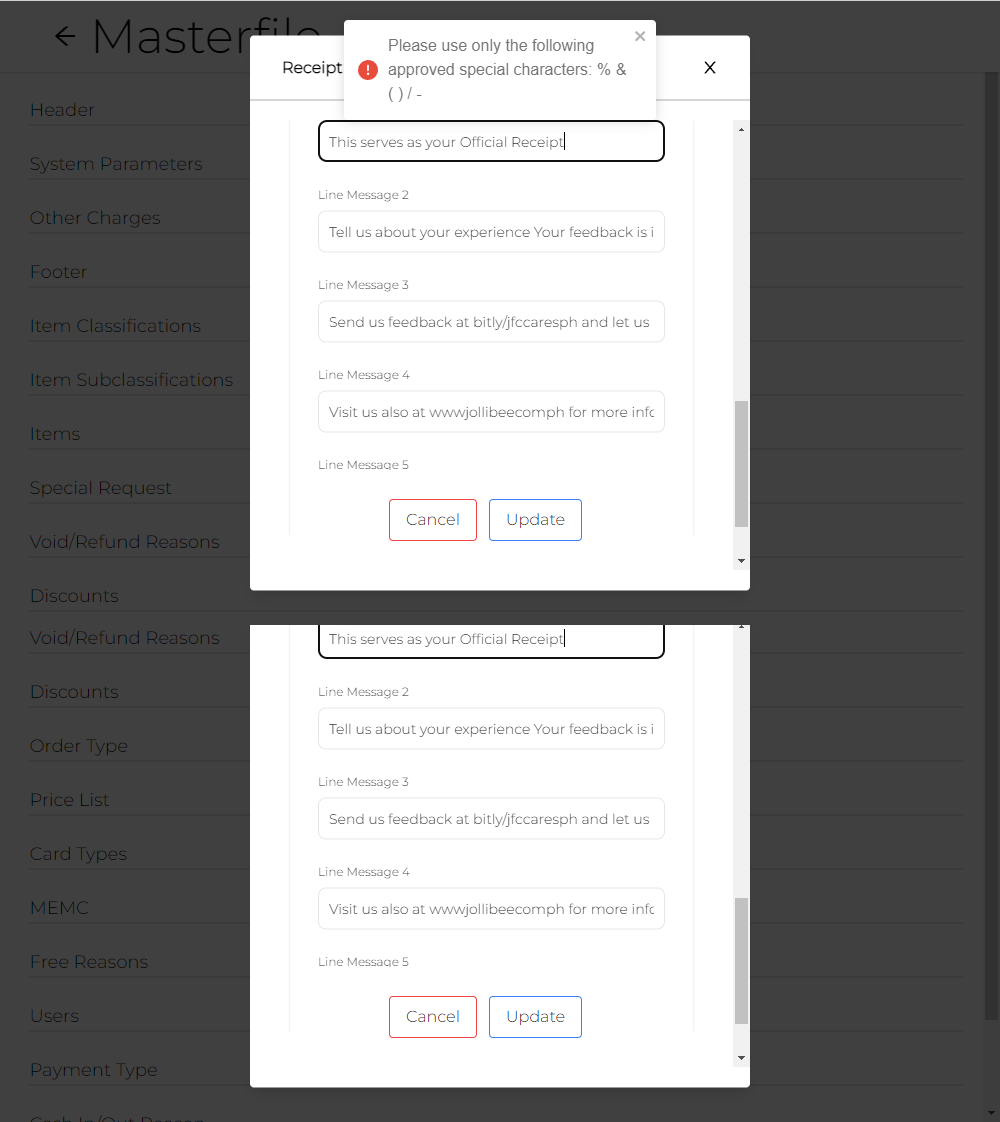 ← Masterfile
Please use only the following
approved special characters: % &
( ) / -
Receipt
X
This serves as your Official Receipt
Line Message 2
Tell us about your experience Your feedback is i
Line Message 3
Send us feedback at bitly/jfccaresph and let us
Line Message 4
Visit us also at wwwjollibeecomph for more info
Line Message 5
Cancel
Update
Header
System Parameters
Other Charges
Footer
Item Classifications
Item Subclassifications
Items
Special Request
Void/Refund Reasons
Discounts
Void/Refund Reasons
Discounts
Order Type
Price List
Card Types
MEMC
Free Reasons
Users
Payment Type
Cash In/Out Reason
This serves as your Official Receipt
Line Message 2
Tell us about your experience Your feedback is i
Line Message 3
Send us feedback at bitly/jfccaresph and let us
Line Message 4
Visit us also at wwwjollibeecomph for more info
Line Message 5
Cancel
Update